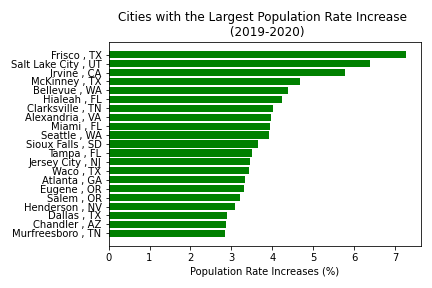 Cities with the Largest Population Rate Increase
(2019-2020)
Frisco , TX
Salt Lake City , UT
Irvine , CA
McKinney , TX
Bellevue , WA
Hialeah , FL
Clarksville , TN
Alexandria , VA
Miami , FL
Seattle , WA
Sioux Falls , SD
Tampa , FL
Jersey City , NJ
Waco , TX
Atlanta , GA
Eugene , OR
Salem , OR
Henderson , NV
Dallas , TX
Chandler , AZ
Murfreesboro , TN
0 1 2 3 4 5 6 7
Population Rate Increases (%)